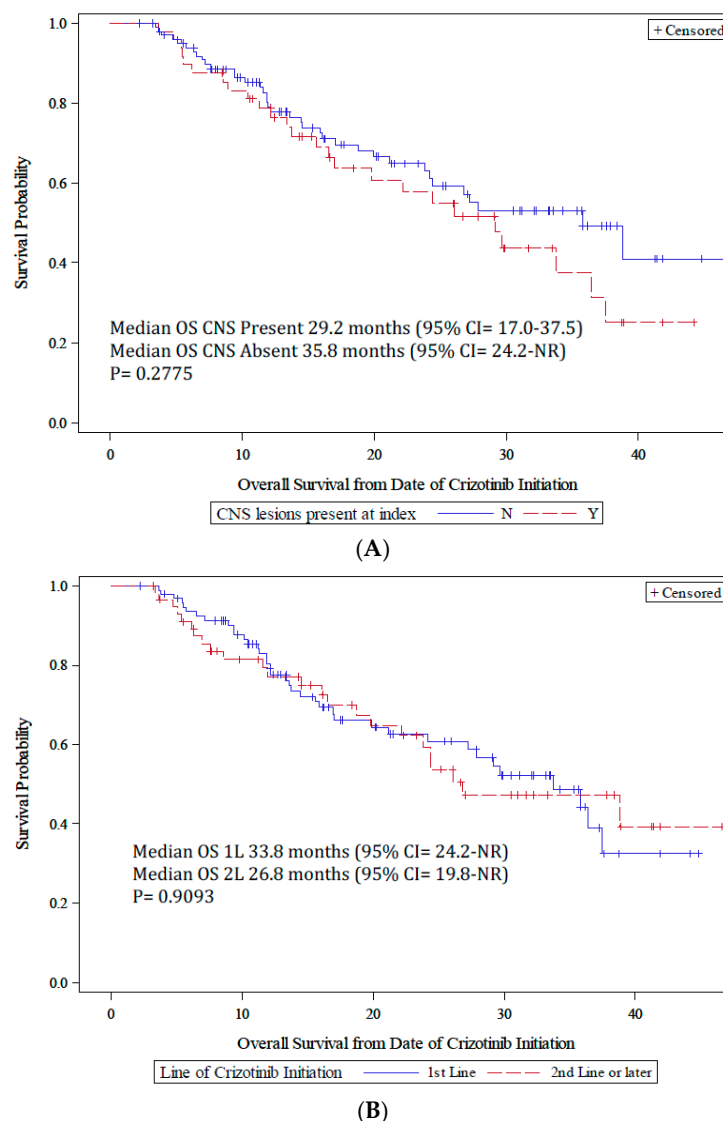 1.0
+ Censored
0.8
0.6
Survival Probability
0.4
Median OS CNS Present 29.2 months (95% CI= 17.0-37.5)
Median OS CNS Absent 35.8 months (95% CI= 24.2-NR)
0.2
P= 0.2775
0.0
0 10 20 30 40
Overall Survival from Date of Crizotinib Initiation
CNS lesions present at index N Y
(A)
1.0
+ Censored
0.8
0.6
Survival Probability
0.4
Median OS 1L 33.8 months (95% CI= 24.2-NR)
Median OS 2L 26.8 months (95% CI= 19.8-NR)
P= 0.9093
0.2
0.0
0 10 20 30 40
Overall Survival from Date of Crizotinib Initiation
Line of Crizotinib Initiation 1st Line 2nd Line or later
(B)